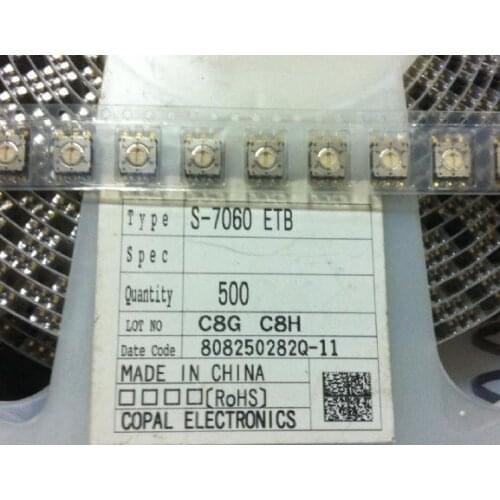 Type S-7060 ETB
Spec
Quantity 500
LOT NO C8G C8H
Date Code 808250282Q-11
MADE IN CHINA
□□□□(RoHS)
COPAL ELECTRONICS